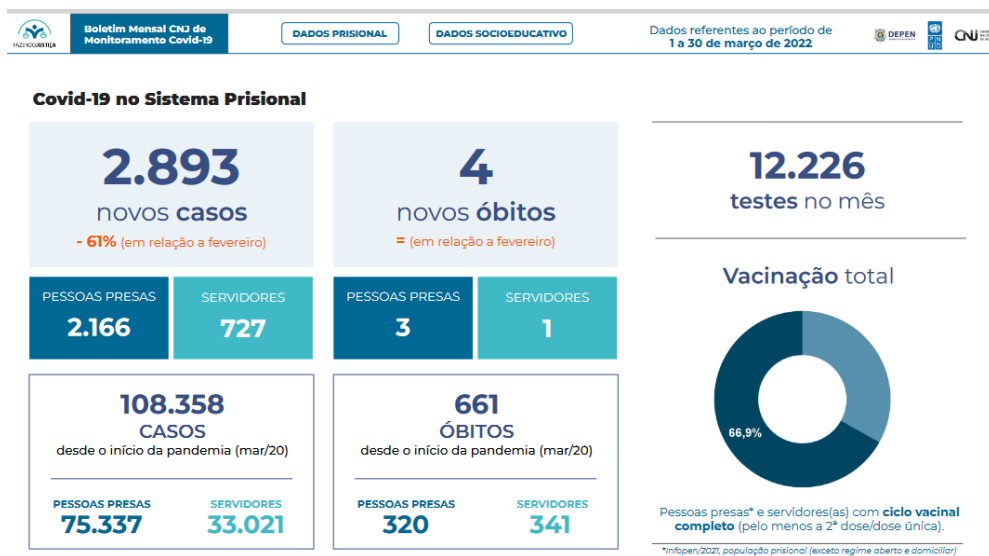 FAZENDOJUSTIÇA
Boletim Mensal CNJ de
Monitoramento Covid-19
DADOS PRISIONAL
DADOS SOCIOEDUCATIVO
Dados referentes ao período de
1 a 30 de março de 2022
DEPEN
CNJ
Covid-19 no Sistema Prisional
2.893
novos casos
- 61% (em relação a fevereiro)
PESSOAS PRESAS
2.166
SERVIDORES
727
108.358
CASOS
desde o início da pandemia (mar/20)
PESSOAS PRESAS
75.337
SERVIDORES
33.021
4
novos óbitos
= (em relação a fevereiro)
PESSOAS PRESAS
3
SERVIDORES
1
661
ÓBITOS
desde o início da pandemia (mar/20)
PESSOAS PRESAS
320
SERVIDORES
341
12.226
testes no mês
Vacinação total
66,9%
Pessoas presas* e servidores(as) com ciclo vacinal
completo (pelo menos a 2ª dose/dose única).
*Infopen/2021, população prisional (exceto regime aberto e domiciliar)